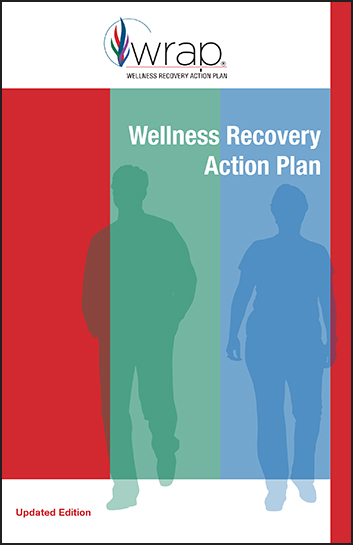 wrap®
WELLNESS RECOVERY ACTION PLAN
Wellness Recovery
Action Plan
Updated Edition